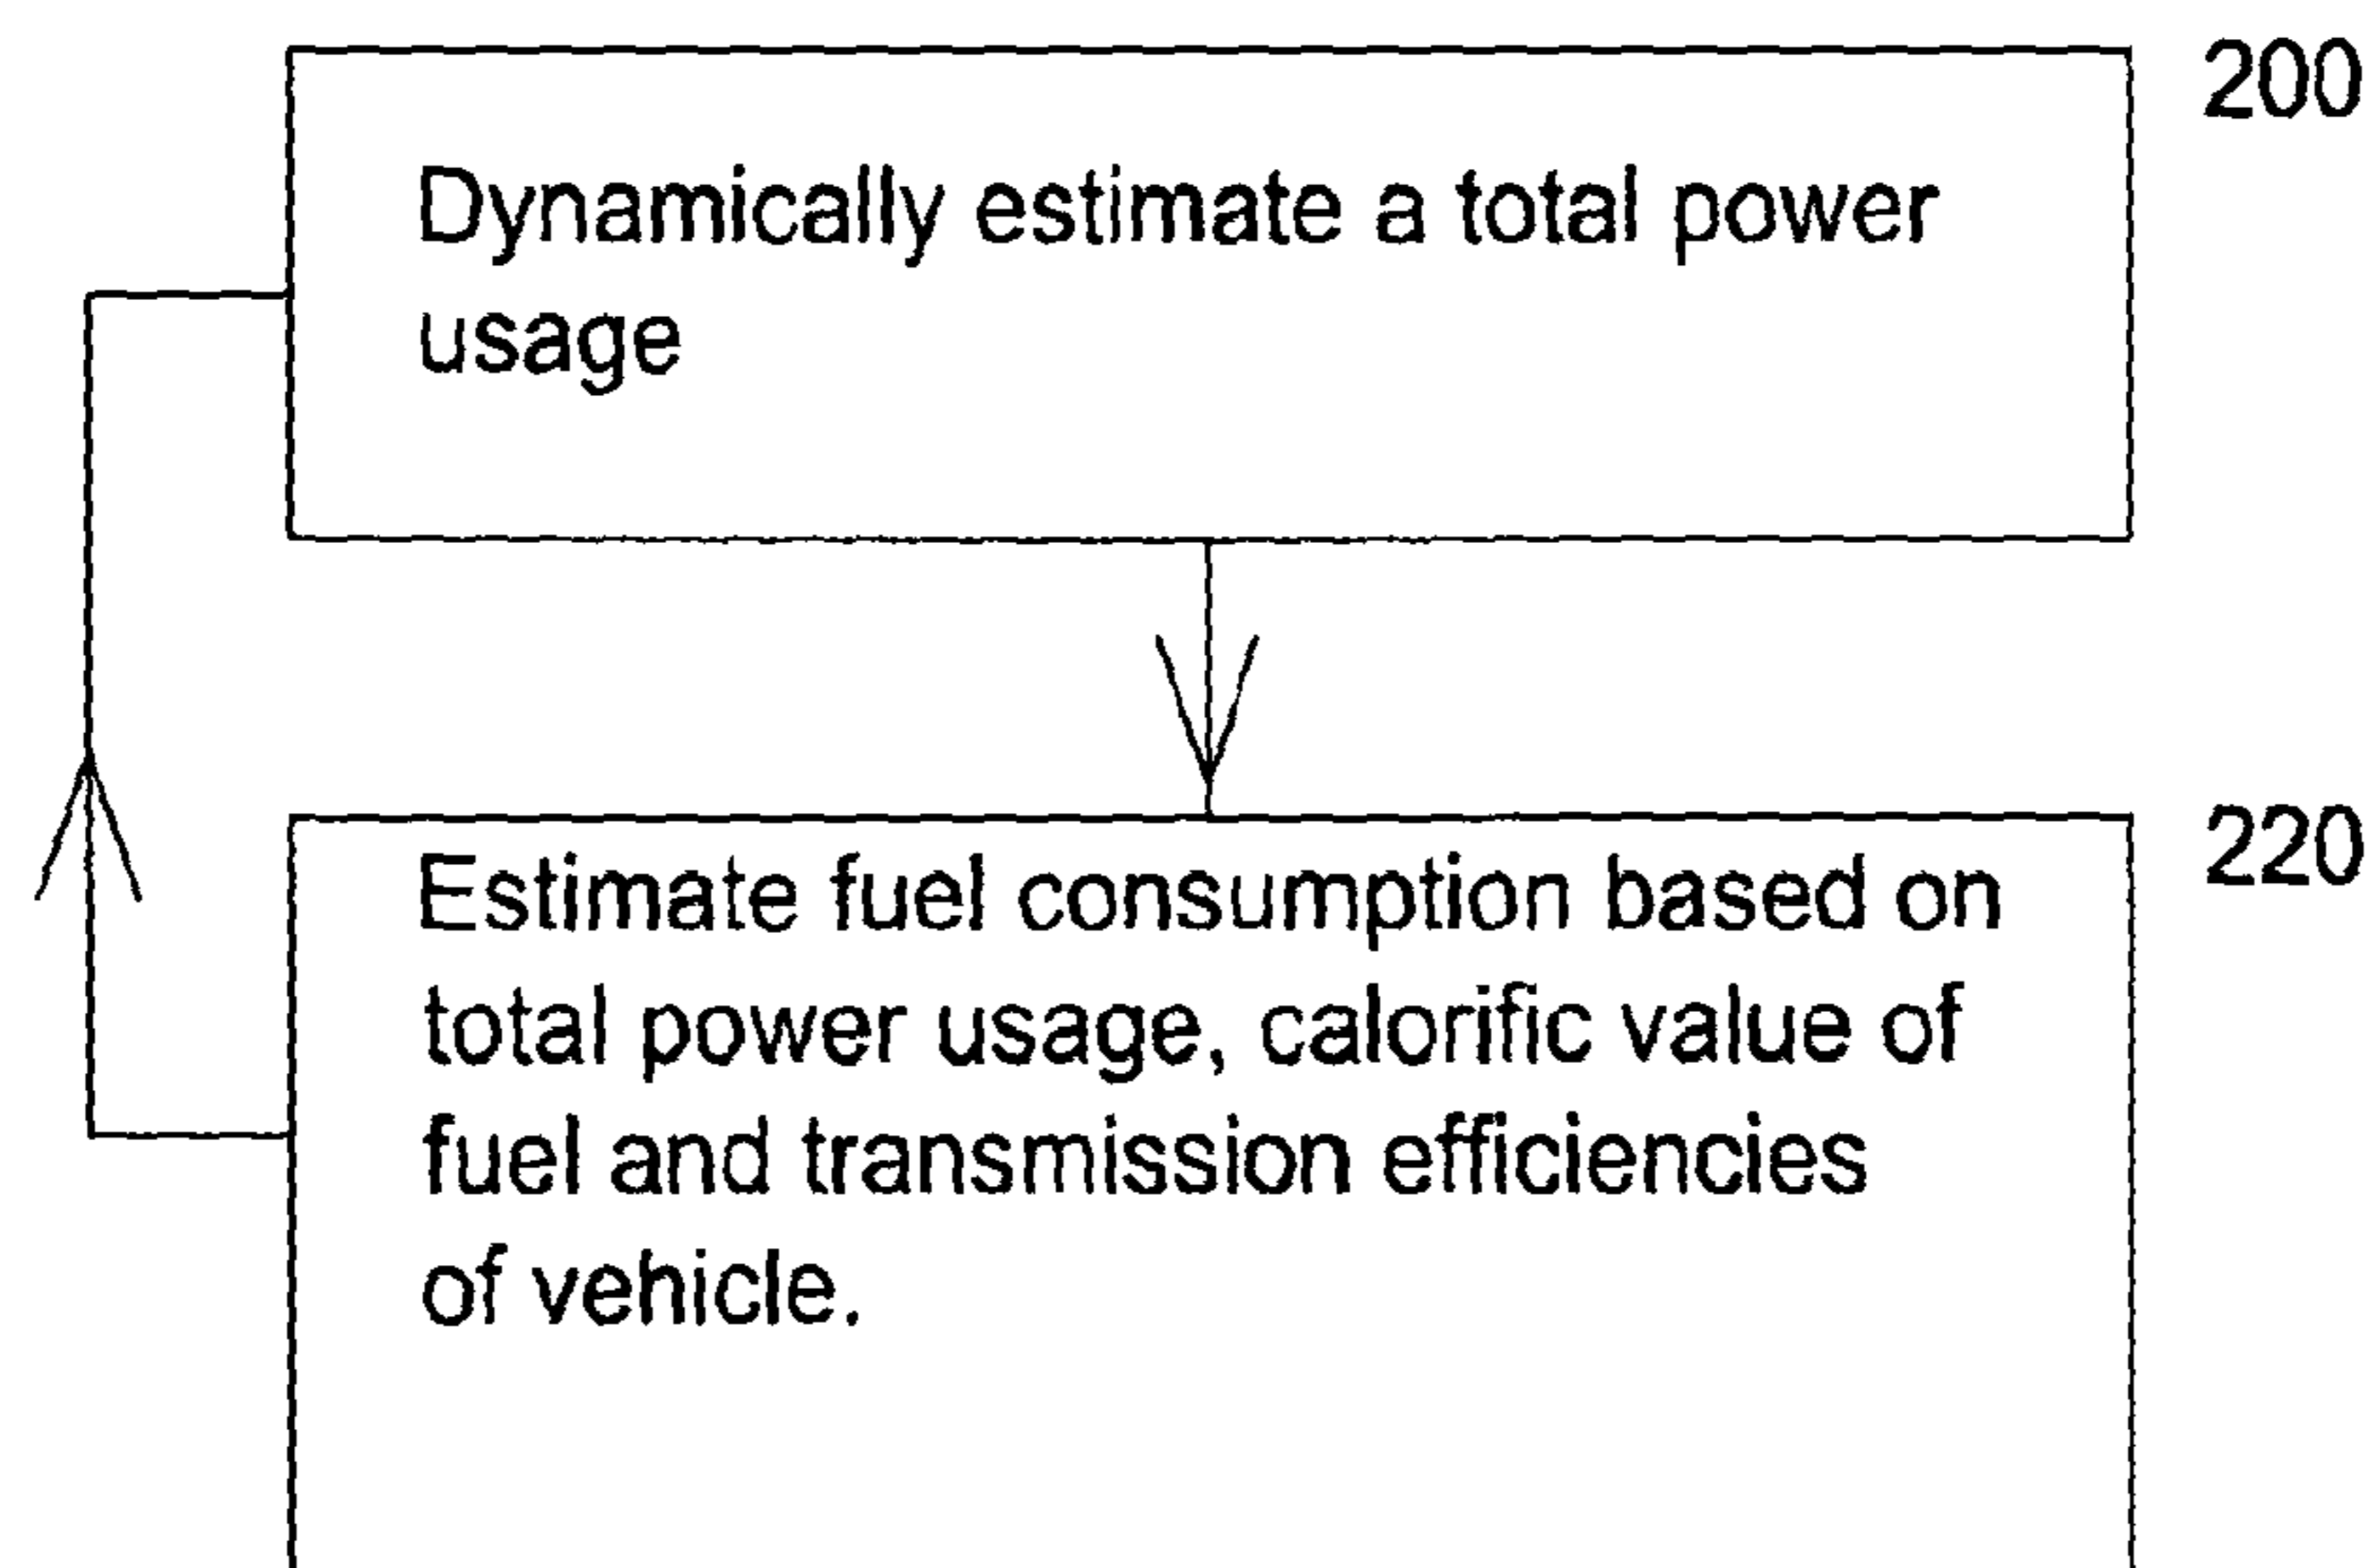 200
Dynamically estimate a total power
usage
220
Estimate fuel consumption based on
total power usage, calorific value of
fuel and transmission efficiencies
of vehicle.